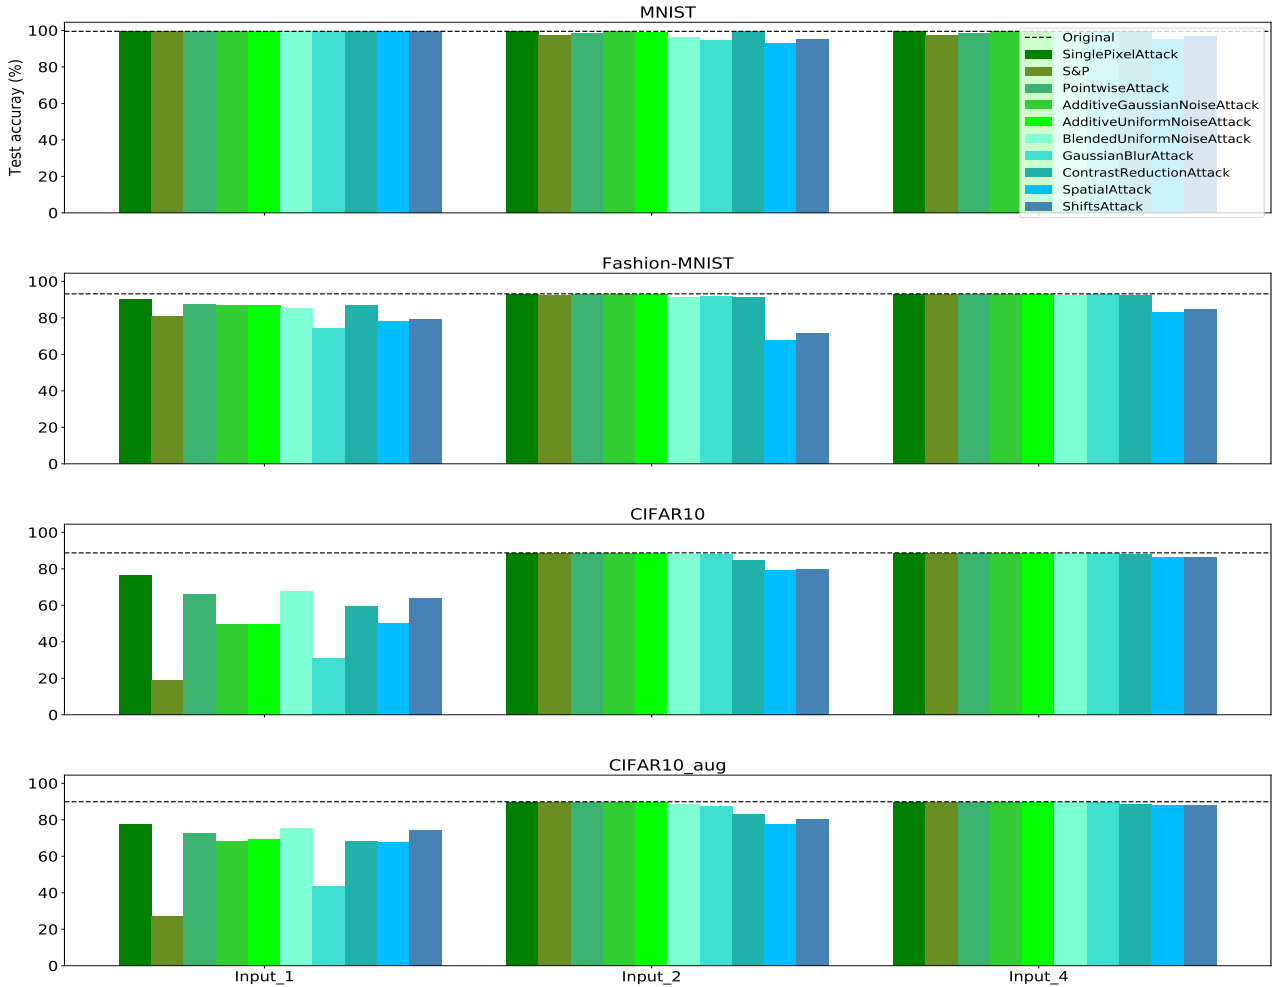 MNIST
100
80
60
40
20
0
Test accuray (%)
Original
SinglePixelAttack
S&P
PointwiseAttack
AdditiveGaussianNoiseAttack
AdditiveUniformNoiseAttack
BlendedUniformNoiseAttack
GaussianBlurAttack
ContrastReductionAttack
SpatialAttack
ShiftsAttack
Fashion-MNIST
100
80
60
40
20
0
CIFAR10
100
80
60
40
20
0
CIFAR10_aug
100
80
60
40
20
0
Input_1 Input_2 Input_4